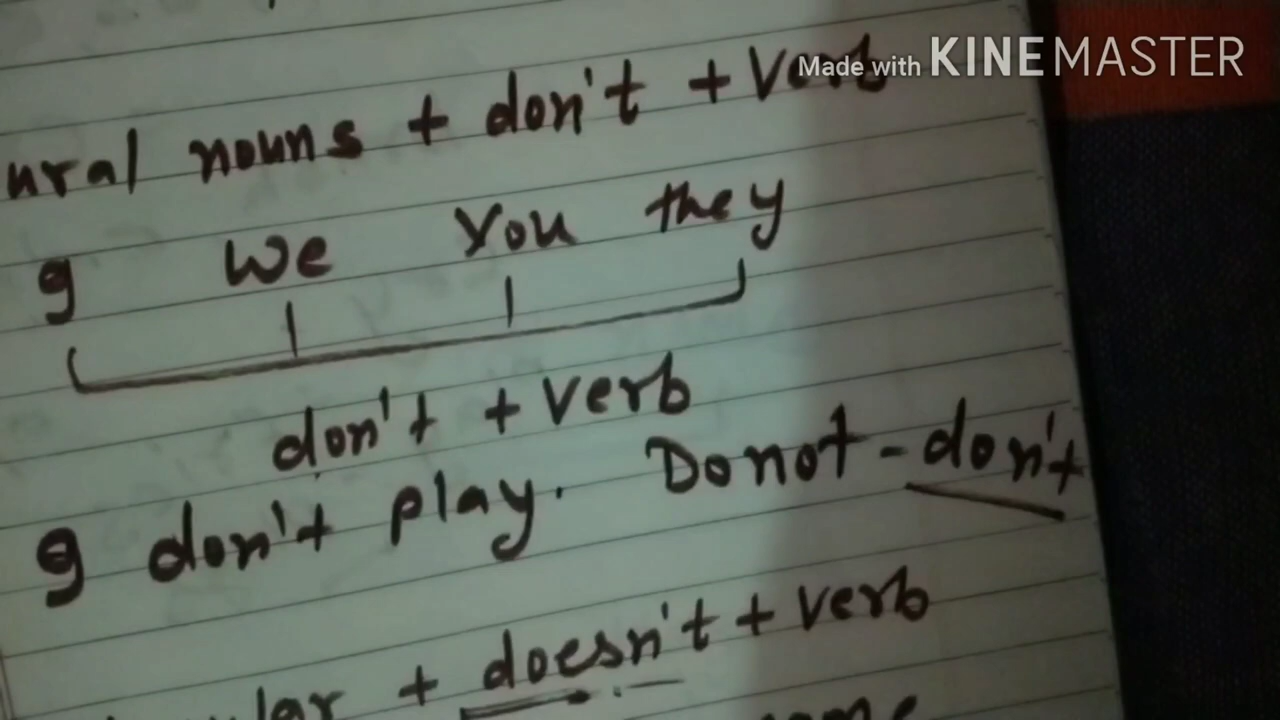 Made with KINEMASTER
ural nouns + don't + Verb
I We You they
don't + Verb
I don't play. Do not - don't
lar + doesn't + verb